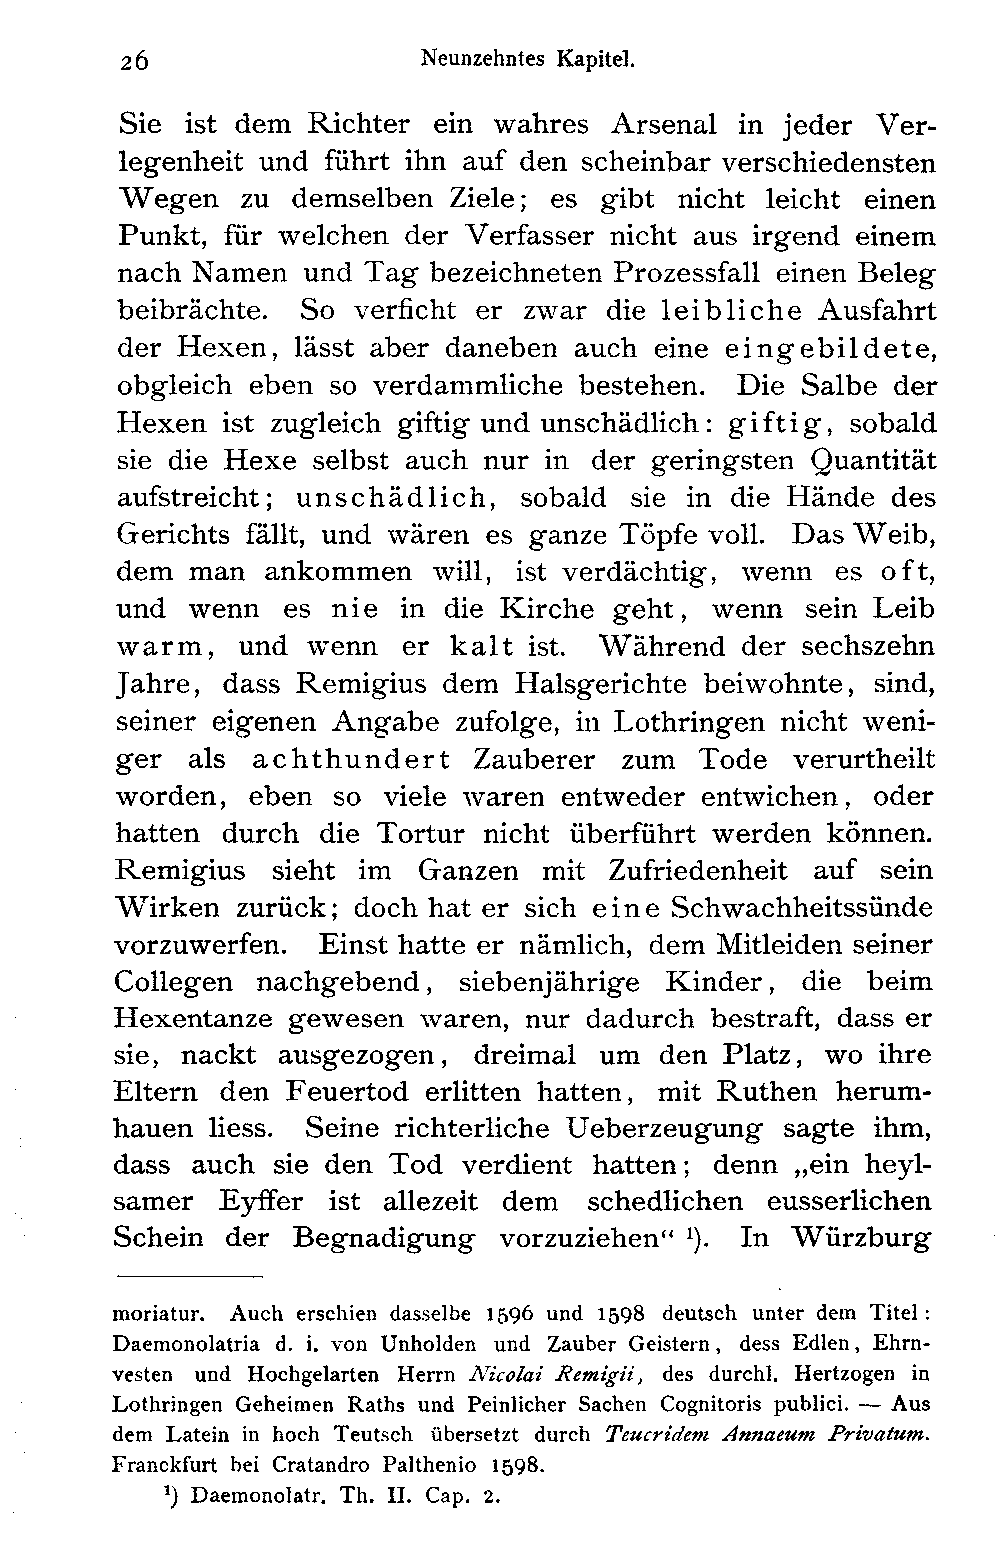 26 Neunzehntes Kapitel.
Sie ist dem Richter ein wahres Arsenal in jeder Ver-
legenheit und führt ihn auf den scheinbar verschiedensten
Wegen zu demselben Ziele; es gibt nicht leicht einen
Punkt, für welchen der Verfasser nicht aus irgend einem
nach Namen und Tag bezeichneten Prozessfall einen Beleg
beibrächte. So verficht er zwar die leibliche Ausfahrt
der Hexen, lässt aber daneben auch eine eingebildete,
obgleich eben so verdammliche bestehen. Die Salbe der
Hexen ist zugleich giftig und unschädlich: giftig, sobald
sie die Hexe selbst auch nur in der geringsten Quantität
aufstreicht; unschädlich, sobald sie in die Hände des
Gerichts fällt, und wären es ganze Töpfe voll. Das Weib,
dem man ankommen will, ist verdächtig, wenn es oft,
und wenn es nie in die Kirche geht, wenn sein Leib
warm, und wenn er kalt ist. Während der sechszehn
Jahre, dass Remigius dem Halsgerichte beiwohnte, sind,
seiner eigenen Angabe zufolge, in Lothringen nicht weni-
ger als achthundert Zauberer zum Tode verurtheilt
worden, eben so viele waren entweder entwichen, oder
hatten durch die Tortur nicht überführt werden können.
Remigius sieht im Ganzen mit Zufriedenheit auf sein
Wirken zurück; doch hat er sich eine Schwachheitssünde
vorzuwerfen. Einst hatte er nämlich, dem Mitleiden seiner
Collegen nachgebend, siebenjährige Kinder, die beim
Hexentanze gewesen waren, nur dadurch bestraft, dass er
sie, nackt ausgezogen, dreimal um den Platz, wo ihre
Eltern den Feuertod erlitten hatten, mit Ruthen herum-
hauen liess. Seine richterliche Ueberzeugung sagte ihm,
dass auch sie den Tod verdient hatten; denn „ein heyl-
samer Eyffer ist allezeit dem schedlichen eusserlichen
Schein der Begnadigung vorzuziehen“ ¹). In Würzburg
moriatur. Auch erschien dasselbe 1596 und 1598 deutsch unter dem Titel:
Daemonolatria d. i. von Unholden und Zauber Geistern, dess Edlen, Ehrn-
vesten und Hochgelarten Herrn Nicolai Remigii, des durchl. Hertzogen in
Lothringen Geheimen Raths und Peinlicher Sachen Cognitoris publici. — Aus
dem Latein in hoch Teutsch übersetzt durch Teucridem Annaeum Privatum.
Franckfurt bei Cratandro Palthenio 1598.
¹) Daemonolatr. Th. II. Cap. 2.